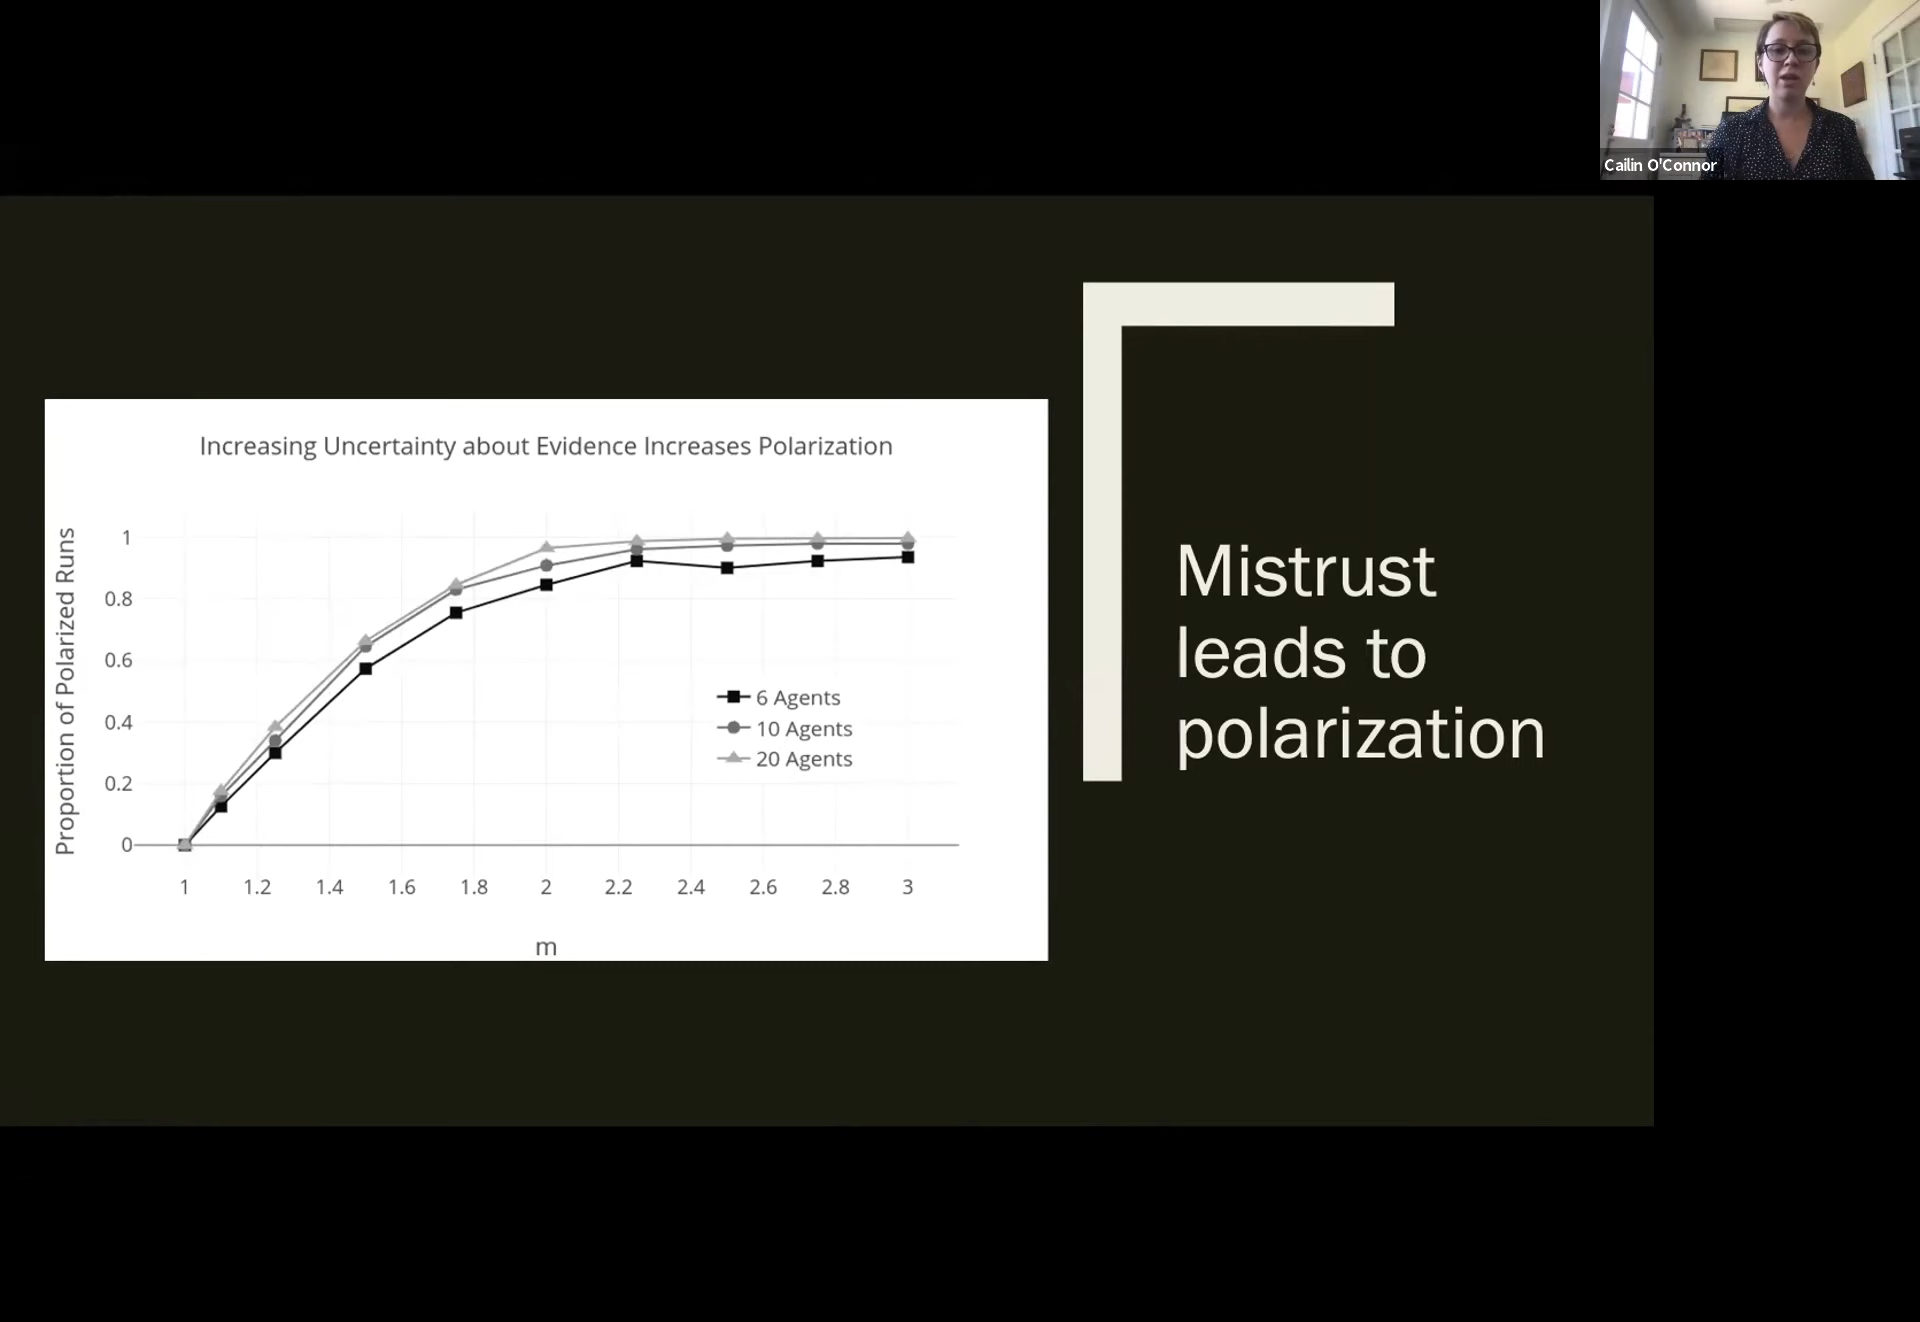 Cailin O'Connor
Increasing Uncertainty about Evidence Increases Polarization
Proportion of Polarized Runs
1
0.8
0.6
0.4
0.2
0
6 Agents
10 Agents
20 Agents
1 1.2 1.4 1.6 1.8 2 2.2 2.4 2.6 2.8 3
m
Mistrust
leads to
polarization